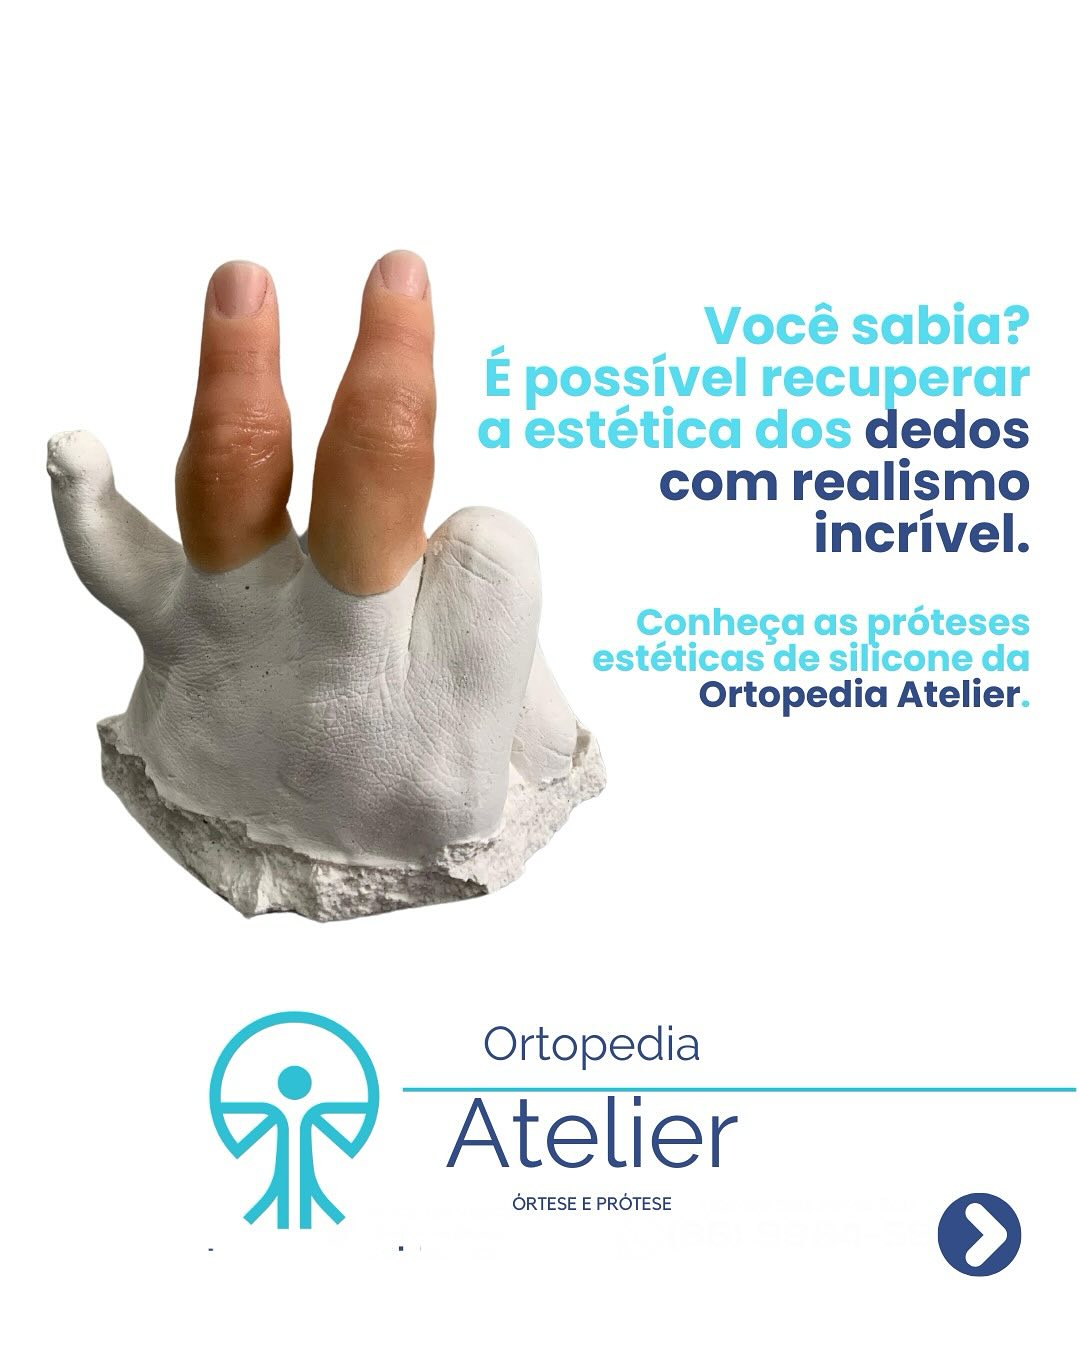 Você sabia?
É possível recuperar
a estética dos dedos
com realismo
incrível.
Conheça as próteses
estéticas de silicone da
Ortopedia Atelier.
Ortopedia
Atelier
ÓRTESE E PRÓTESE